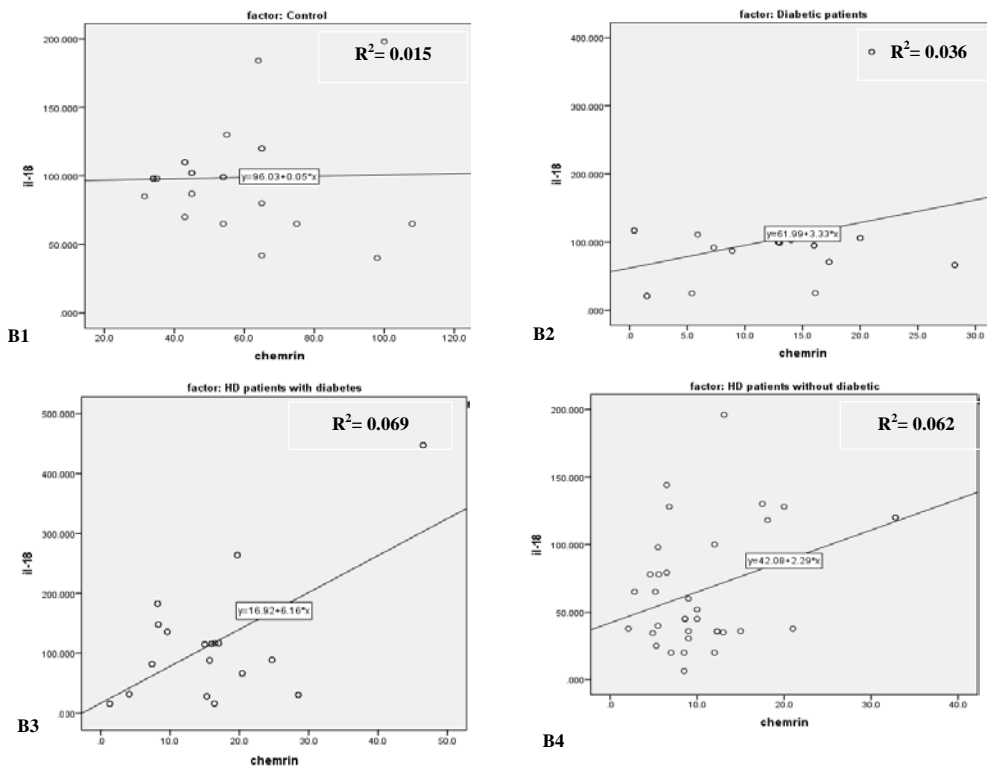 factor: Control
R²= 0.015
200.000
150.000
100.000
50.000
.000
il-18
y=96.03+0.05*x
20.0 40.0 60.0 80.0 100.0 120.0
chemrin
B1
factor: Diabetic patients
R²= 0.036
400.000
300.000
200.000
100.000
.000
il-18
y=61.99+3.33*x
.0 5.0 10.0 15.0 20.0 25.0 30.0
chemrin
B2
factor: HD patients with diabetes
R²= 0.069
500.000
400.000
300.000
200.000
100.000
.000
il-18
y=16.92+6.16*x
.0 10.0 20.0 30.0 40.0 50.0
chemrin
B3
factor: HD patients without diabetic
R²= 0.062
200.000
150.000
100.000
50.000
.000
il-18
y=42.08+2.29*x
.0 10.0 20.0 30.0 40.0
chemrin
B4